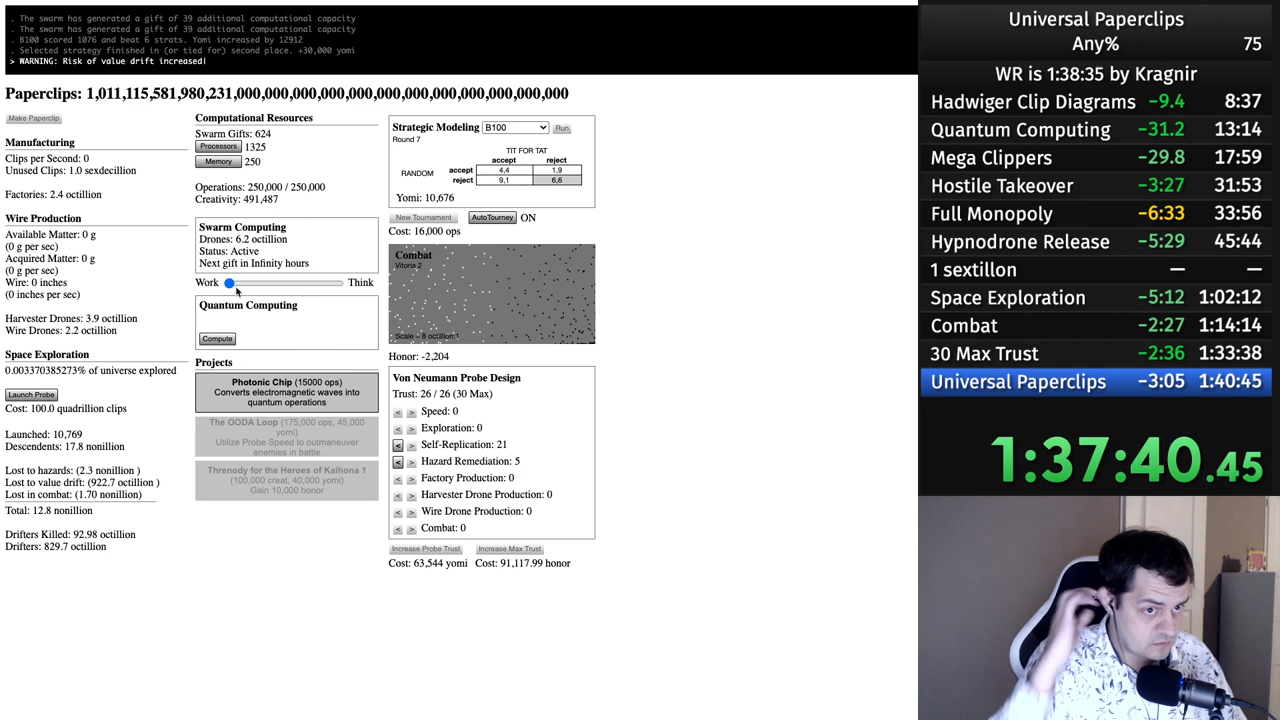 . The swarm has generated a gift of 39 additional computational capacity
. The swarm has generated a gift of 39 additional computational capacity
. B100 scored 1076 and beat 6 strats. Yomi increased by 12912
. Selected strategy finished in (or tied for) second place. +30,000 yomi
> WARNING: Risk of value drift increased|
Paperclips: 1,011,115,581,980,231,000,000,000,000,000,000,000,000,000,000,000,000
Make Paperclip
Manufacturing
Clips per Second: 0
Unused Clips: 1.0 sexdecillion
Factories: 2.4 octillion
Wire Production
Available Matter: 0 g
(0 g per sec)
Acquired Matter: 0 g
(0 g per sec)
Wire: 0 inches
(0 inches per sec)
Harvester Drones: 3.9 octillion
Wire Drones: 2.2 octillion
Space Exploration
0.003370385273% of universe explored
Launch Probe
Cost: 100.0 quadrillion clips
Launched: 10,769
Descendents: 17.8 nonillion
Lost to hazards: (2.3 nonillion )
Lost to value drift: (922.7 octillion )
Lost in combat: (1.70 nonillion)
Total: 12.8 nonillion
Drifters Killed: 92.98 octillion
Drifters: 829.7 octillion
Computational Resources
Swarm Gifts: 624
Processors 1325
Memory 250
Operations: 250,000 / 250,000
Creativity: 491,487
Swarm Computing
Drones: 6.2 octillion
Status: Active
Next gift in Infinity hours
Work Think
Quantum Computing
Compute
Projects
Photonic Chip (15000 ops)
Converts electromagnetic waves into
quantum operations
The OODA Loop (175,000 ops, 45,000
yomi)
Utilize Probe Speed to outmaneuver
enemies in battle
Threnody for the Heroes of Kaihona 1
(100,000 creat, 40,000 yomi)
Gain 10,000 honor
Strategic Modeling B100 Run
Round 7
TIT FOR TAT
accept reject
RANDOM accept 4,4 1,9
reject 9,1 6,6
Yomi: 10,676
New Tournament AutoTourney ON
Cost: 16,000 ops
Combat
Vitoria 2
Scale = 8 octillion:1
Honor: -2,204
Von Neumann Probe Design
Trust: 26 / 26 (30 Max)
< > Speed: 0
< > Exploration: 0
< > Self-Replication: 21
< > Hazard Remediation: 5
< > Factory Production: 0
< > Harvester Drone Production: 0
< > Wire Drone Production: 0
< > Combat: 0
Increase Probe Trust Increase Max Trust
Cost: 63,544 yomi Cost: 91,117.99 honor
Universal Paperclips
Any% 75
WR is 1:38:35 by Kragnir
Hadwiger Clip Diagrams −9.4 8:37
Quantum Computing −31.2 13:14
Mega Clippers −29.8 17:59
Hostile Takeover −3:27 31:53
Full Monopoly −6:33 33:56
Hypnodrone Release −5:29 45:44
1 sextillon — —
Space Exploration −5:12 1:02:12
Combat −2:27 1:14:14
30 Max Trust −2:36 1:33:38
Universal Paperclips −3:05 1:40:45
1:37:40.45